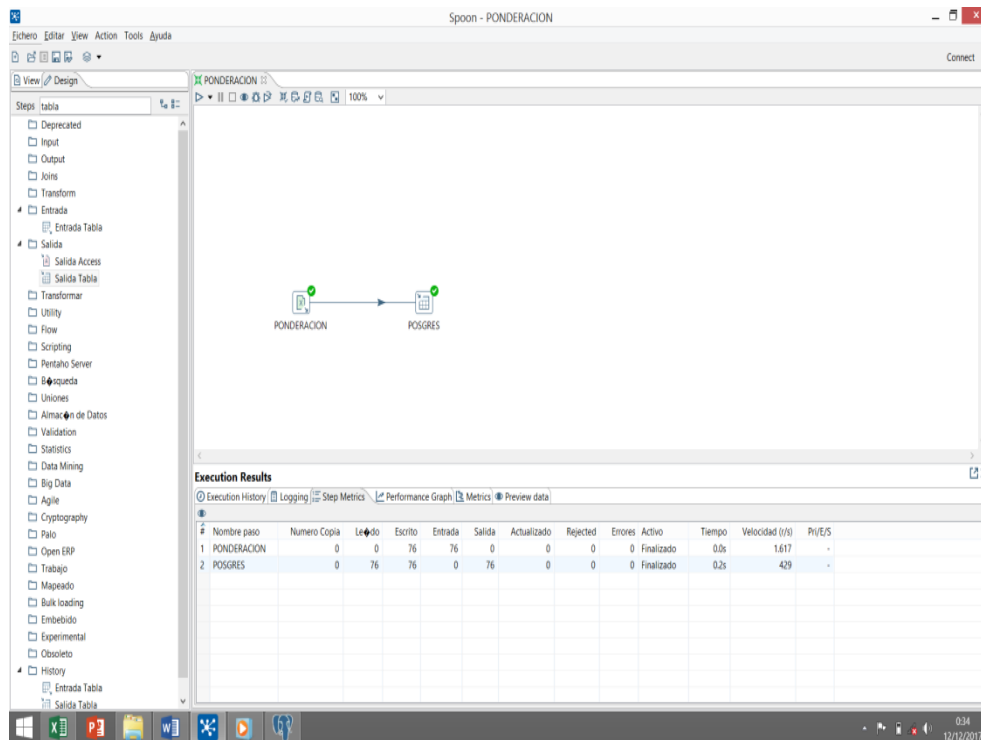 Spoon - PONDERACION
Fichero Editar View Action Tools Ayuda
Connect
View Design
Steps tabla
Deprecated
Input
Output
Joins
Transform
Entrada
Entrada Tabla
Salida
Salida Access
Salida Tabla
Transformar
Utility
Flow
Scripting
Pentaho Server
B�squeda
Uniones
Almac�n de Datos
Validation
Statistics
Data Mining
Big Data
Agile
Cryptography
Palo
Open ERP
Trabajo
Mapeado
Bulk loading
Embebido
Experimental
Obsoleto
History
Entrada Tabla
Salida Tabla
PONDERACION
100%
PONDERACION
POSGRES
Execution Results
Execution History Logging Step Metrics Performance Graph Metrics Preview data
# Nombre paso Numero Copia Le�do Escrito Entrada Salida Actualizado Rejected Errores Activo Tiempo Velocidad (r/s) Pri/E/S
1 PONDERACION 0 0 76 76 0 0 0 0 Finalizado 0.0s 1.617 -
2 POSGRES 0 76 76 0 76 0 0 0 Finalizado 0.2s 429 -
0:34
12/12/2017